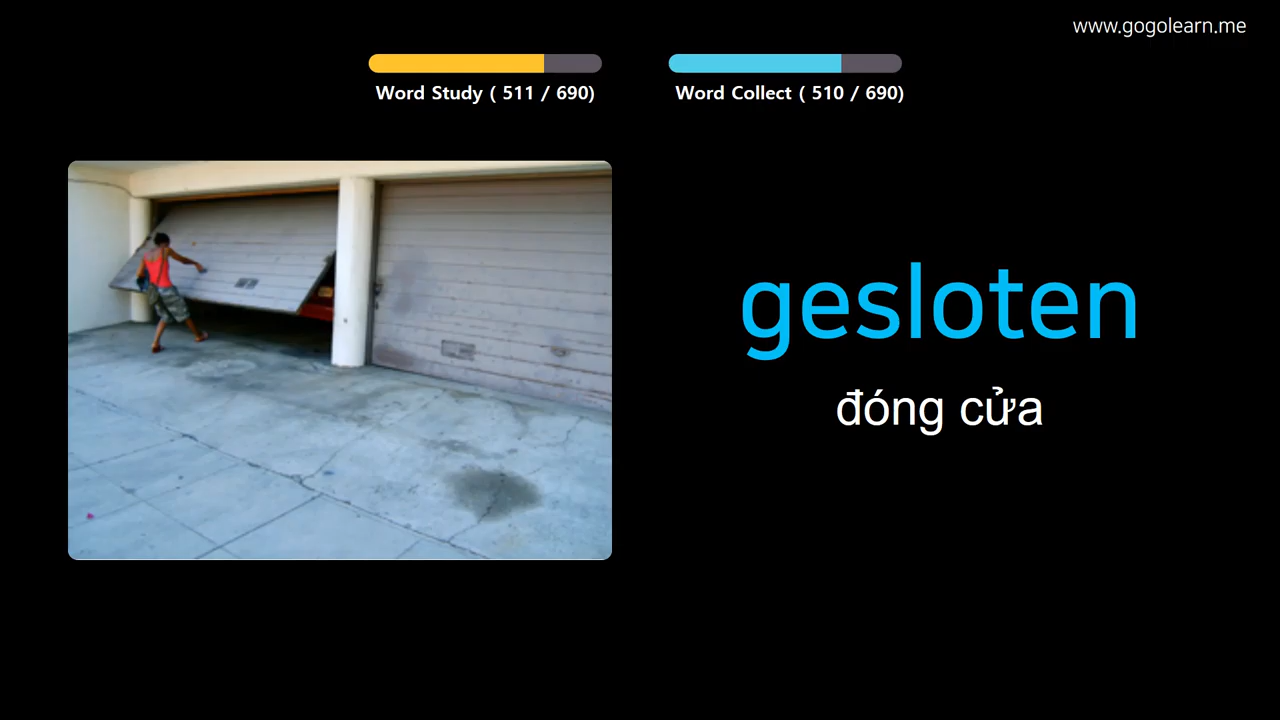 www.gogolearn.me
Word Study ( 511 / 690)
Word Collect ( 510 / 690)
gesloten
đóng cửa